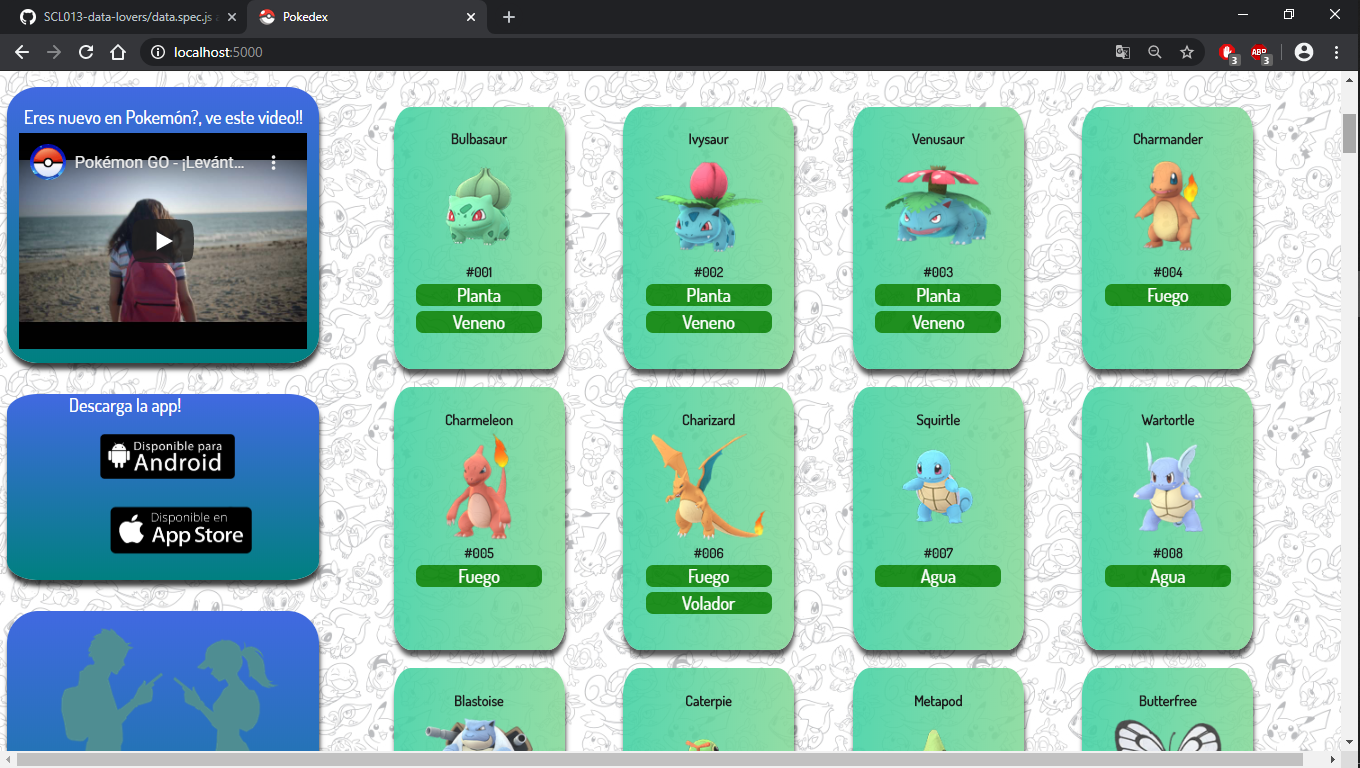 SCL013-data-lovers/data.spec.js
Pokedex
localhost:5000
3
ABP
3
Eres nuevo en Pokemón?, ve este video!!
Pokémon GO - ¡Levánt...
Descarga la app!
Disponible para
Android
Disponible en
App Store
Bulbasaur
#001
Planta
Veneno
Ivysaur
#002
Planta
Veneno
Venusaur
#003
Planta
Veneno
Charmander
#004
Fuego
Charmeleon
#005
Fuego
Charizard
#006
Fuego
Volador
Squirtle
#007
Agua
Wartortle
#008
Agua
Blastoise
Caterpie
Metapod
Butterfree